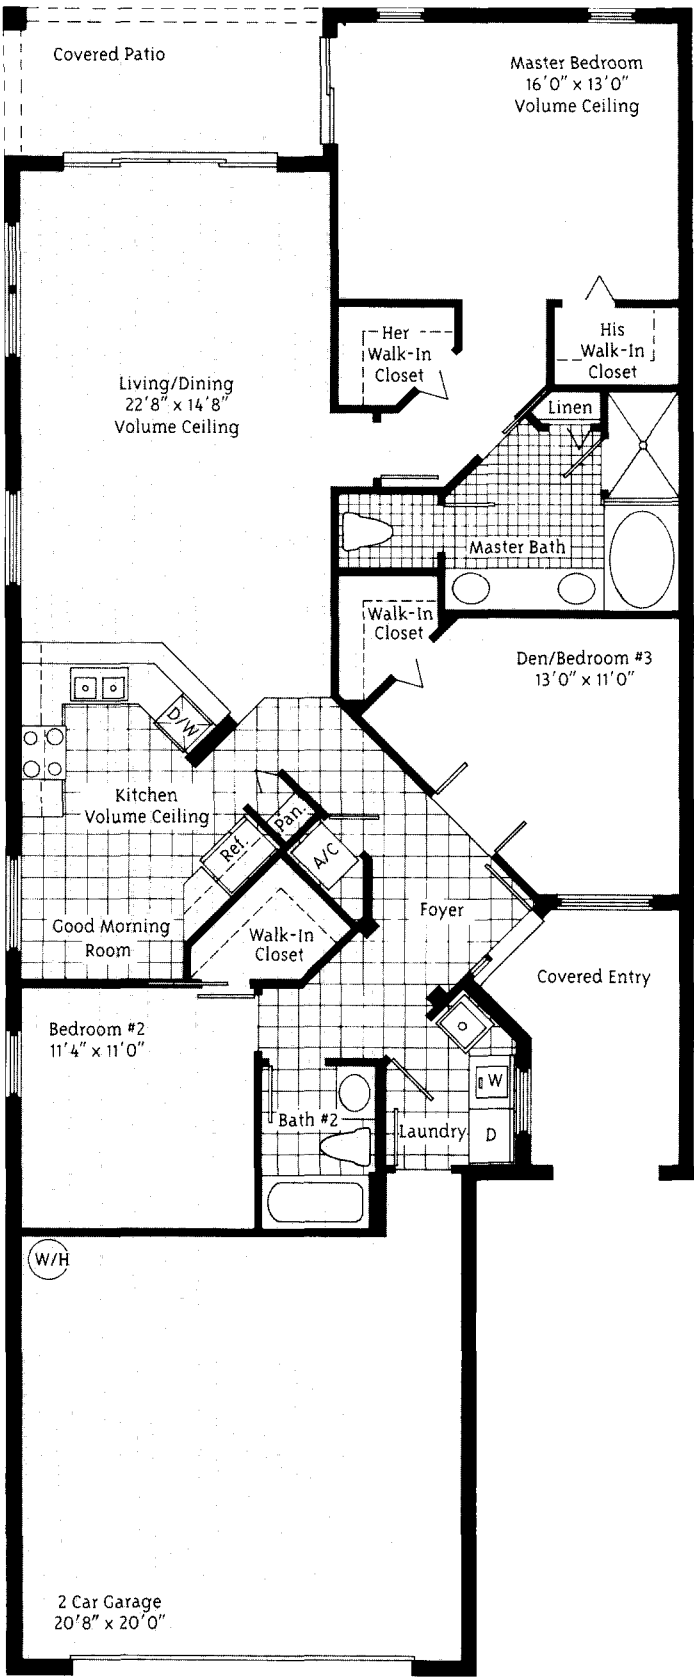 Covered Patio
Master Bedroom
16'0" x 13'0"
Volume Ceiling
Her
Walk-In
Closet
His
Walk-In
Closet
Living/Dining
22'8" x 14'8"
Volume Ceiling
Linen
Master Bath
Walk-In
Closet
Den/Bedroom #3
13'0" x 11'0"
D/W
Kitchen
Volume Ceiling
Pan.
Ref.
A/C
Foyer
Good Morning
Room
Walk-In
Closet
Covered Entry
Bedroom #2
11'4" x 11'0"
W
Bath #2
Laundry
D
W/H
2 Car Garage
20'8" x 20'0"